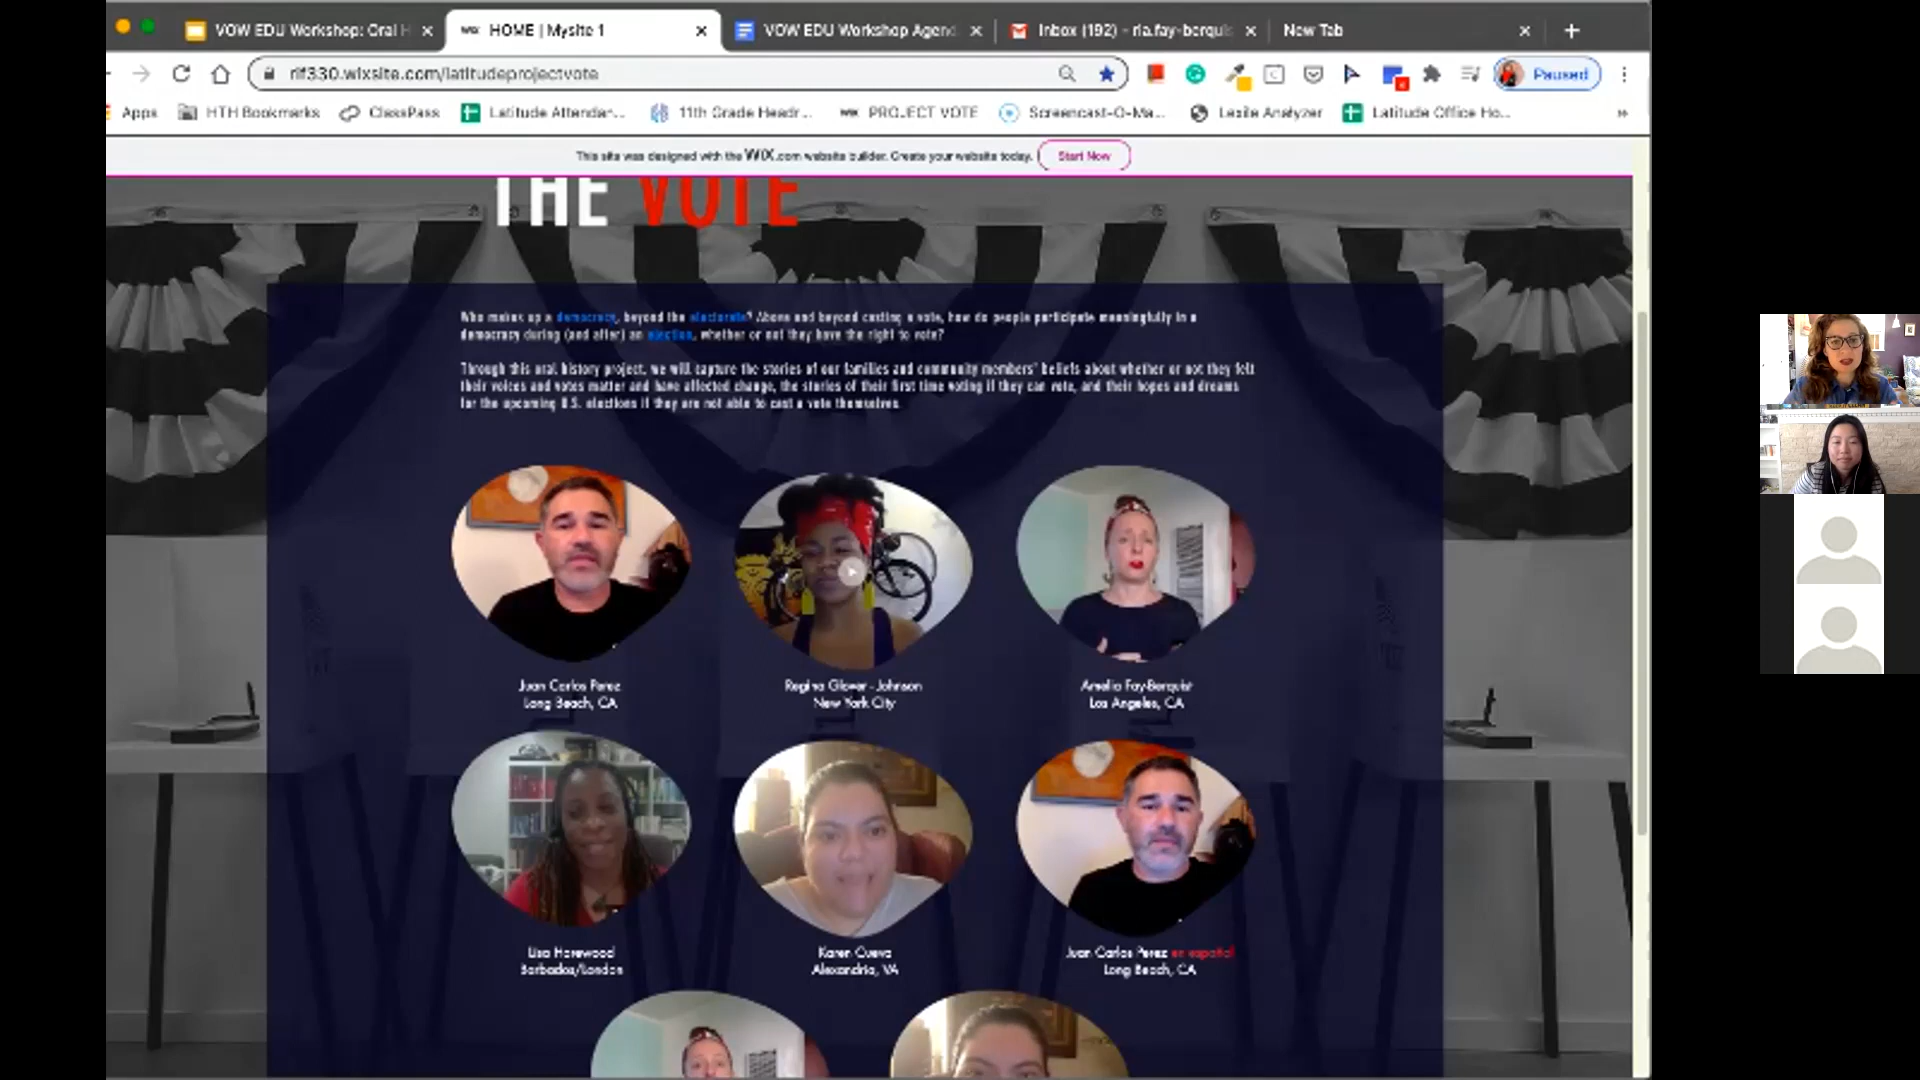 VOW EDU Workshop: Oral H
WIX HOME | Mysite 1
VOW EDU Workshop Agend
Inbox (192) - ria.fay-berquis
New Tab
rif330.wixsite.com/latitudeprojectvote
Paused
Apps
HTH Bookmarks
ClassPass
Latitude Attendan...
11th Grade Headr...
WIX PROJECT VOTE
Screencast-O-Ma...
Lexile Analyzer
Latitude Office Ho...
This site was designed with the WIX.com website builder. Create your website today.
Start Now
THE VOTE
Who makes up a democracy, beyond the electorate? Above and beyond casting a vote, how do people participate meaningfully in a
democracy during (and after) an election, whether or not they have the right to vote?
Through this oral history project, we will capture the stories of our families and community members' beliefs about whether or not they felt
their voices and votes matter and have affected change, the stories of their first time voting if they can vote, and their hopes and dreams
for the upcoming U.S. elections if they are not able to cast a vote themselves.
Juan Carlos Perez
Long Beach, CA
Regina Glover-Johnson
New York City
Amelia Fay-Berquist
Los Angeles, CA
Lisa Harewood
Barbados/London
Karen Cueva
Alexandria, VA
Juan Carlos Perez en español
Long Beach, CA